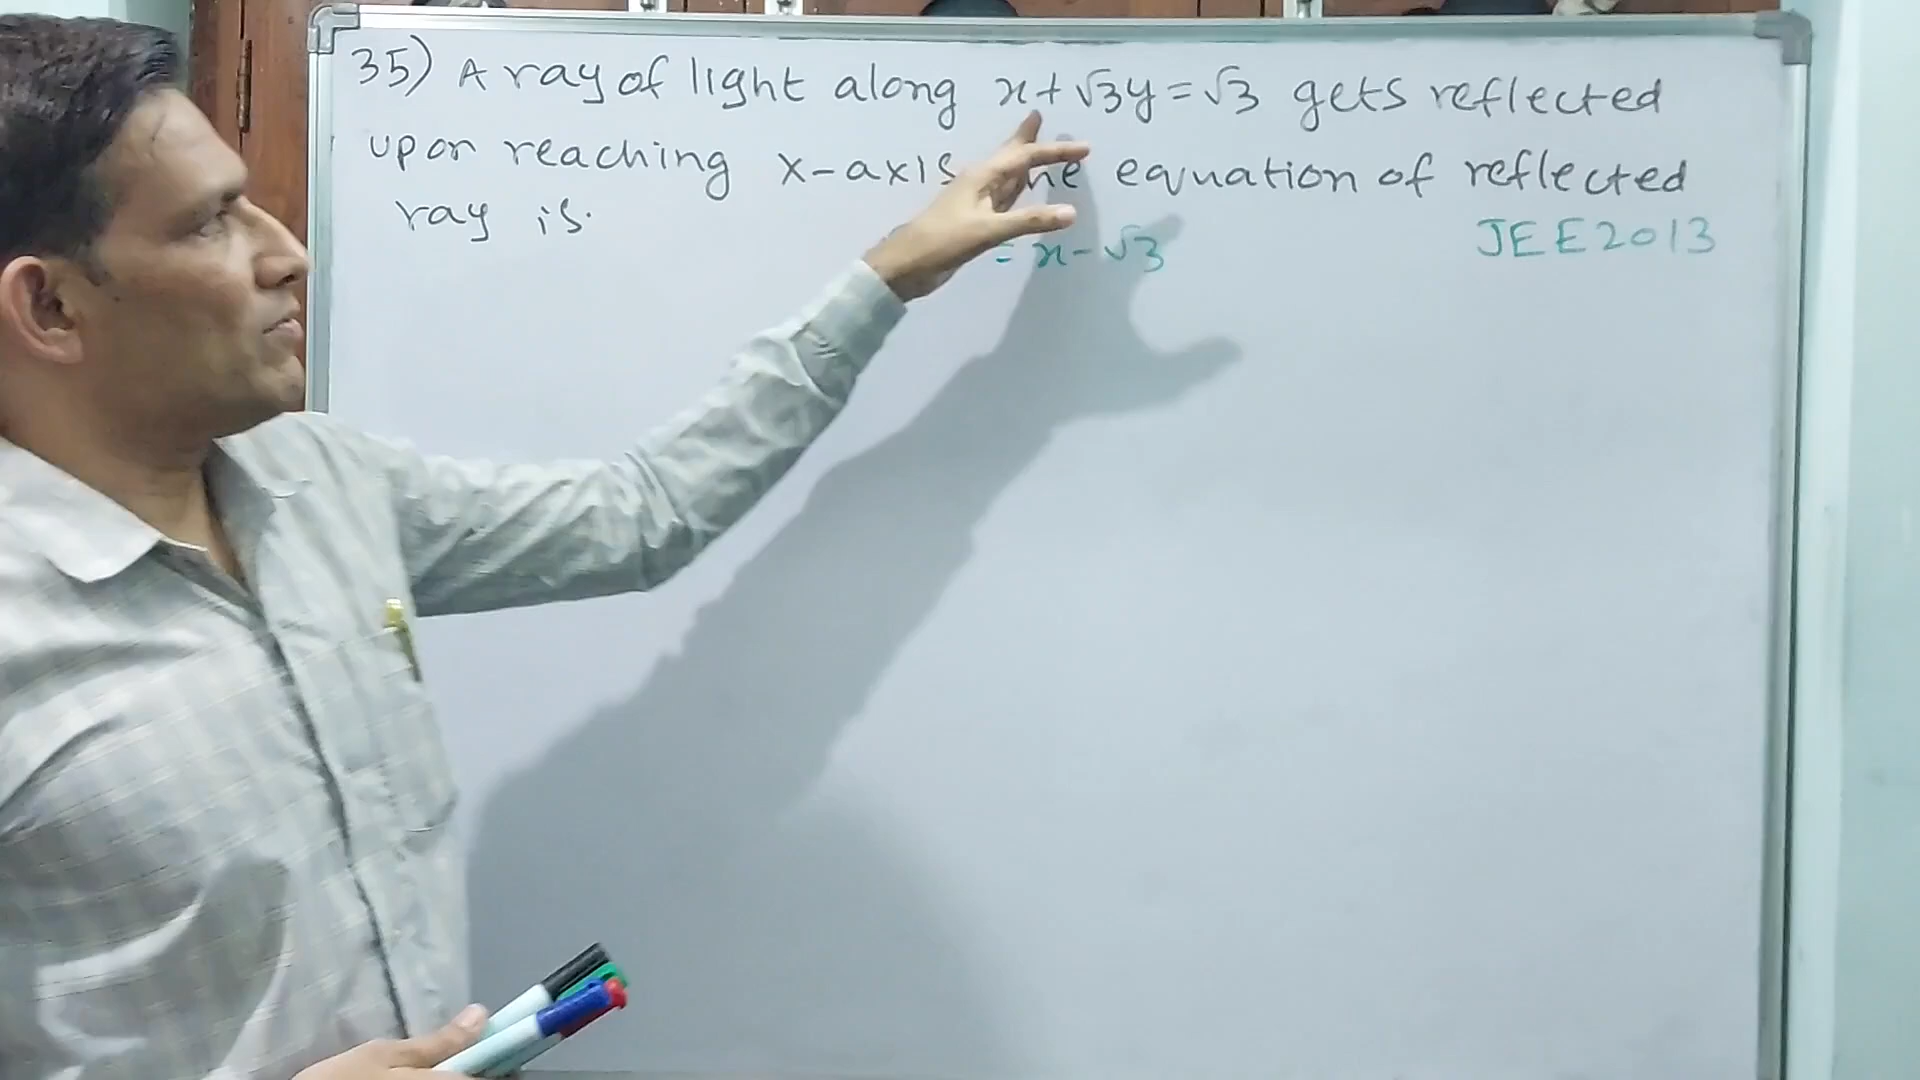 35) A ray of light along x+√3y=√3 gets reflected
upon reaching x-axis equation of reflected
ray is.
= x-√3
JEE2013